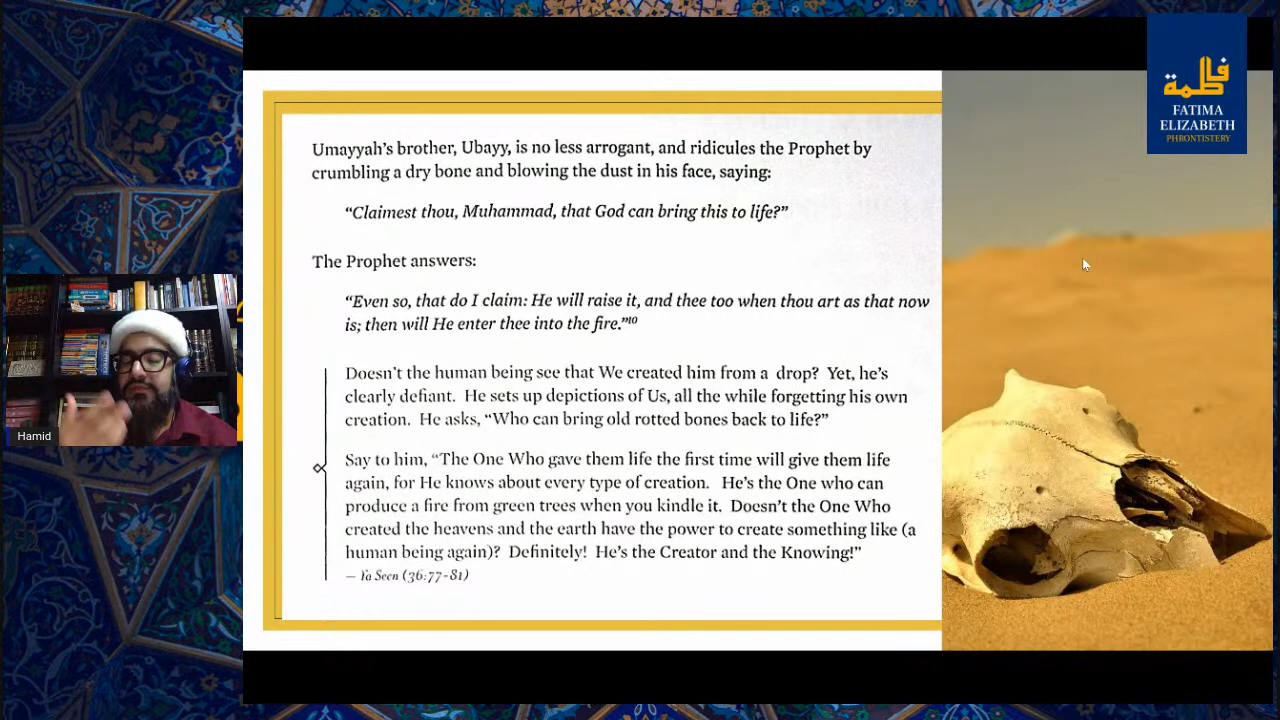 فاطمة
FATIMA
ELIZABETH
PHRONTISTERY
Umayyah's brother, Ubayy, is no less arrogant, and ridicules the Prophet by
crumbling a dry bone and blowing the dust in his face, saying:
“Claimest thou, Muhammad, that God can bring this to life?”
The Prophet answers:
“Even so, that do I claim: He will raise it, and thee too when thou art as that now
is; then will He enter thee into the fire.”10
Doesn't the human being see that We created him from a drop? Yet, he's
clearly defiant. He sets up depictions of Us, all the while forgetting his own
creation. He asks, “Who can bring old rotted bones back to life?”
Say to him, “The One Who gave them life the first time will give them life
again, for He knows about every type of creation. He's the One who can
produce a fire from green trees when you kindle it. Doesn't the One Who
created the heavens and the earth have the power to create something like (a
human being again)? Definitely! He's the Creator and the Knowing!”
— Ya Seen (36:77-81)
Hamid